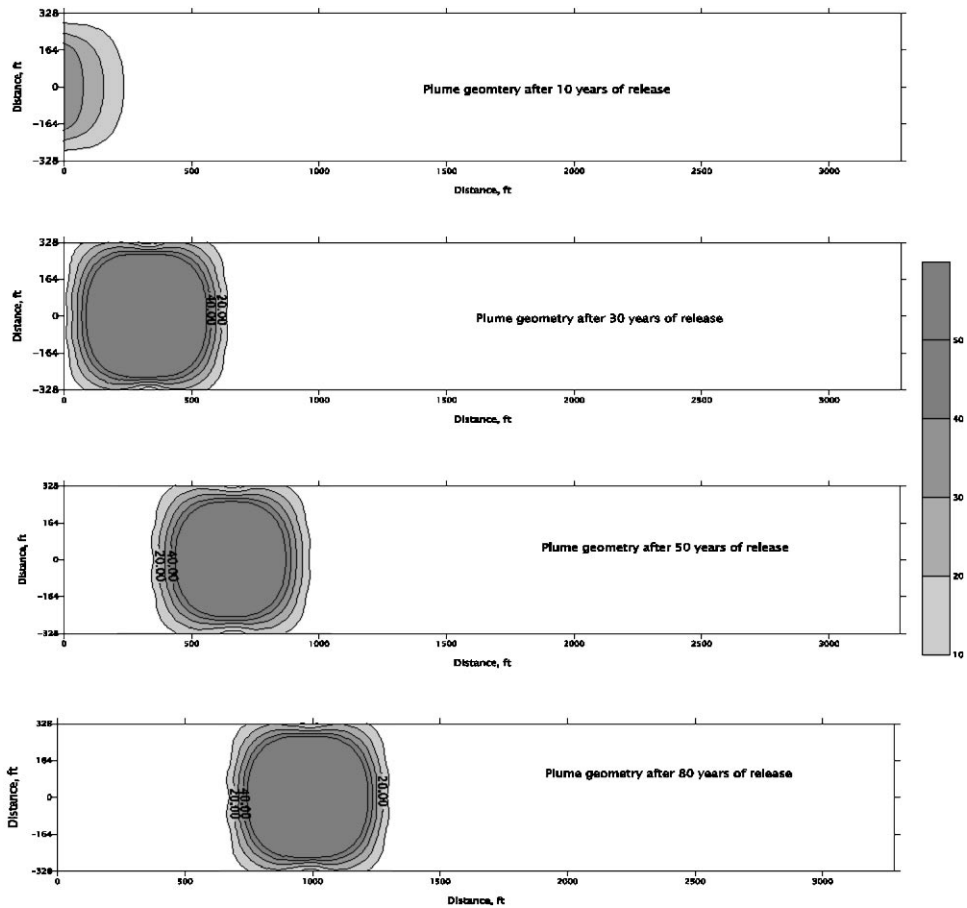 328
164
0
-164
-328
Distance, ft
Plume geomtery after 10 years of release
0 500 1000 1500 2000 2500 3000
Distance, ft
328
164
0
-164
-328
Distance, ft
40.00
20.00
Plume geometry after 30 years of release
0 500 1000 1500 2000 2500 3000
Distance, ft
50
40
30
20
10
328
164
0
-164
-328
Distance, ft
20.00
40.00
Plume geometry after 50 years of release
0 500 1000 1500 2000 2500 3000
Distance, ft
328
164
0
-164
-328
Distance, ft
20.00
40.00
20.00
Plume geometry after 80 years of release
0 500 1000 1500 2000 2500 3000
Distance, ft